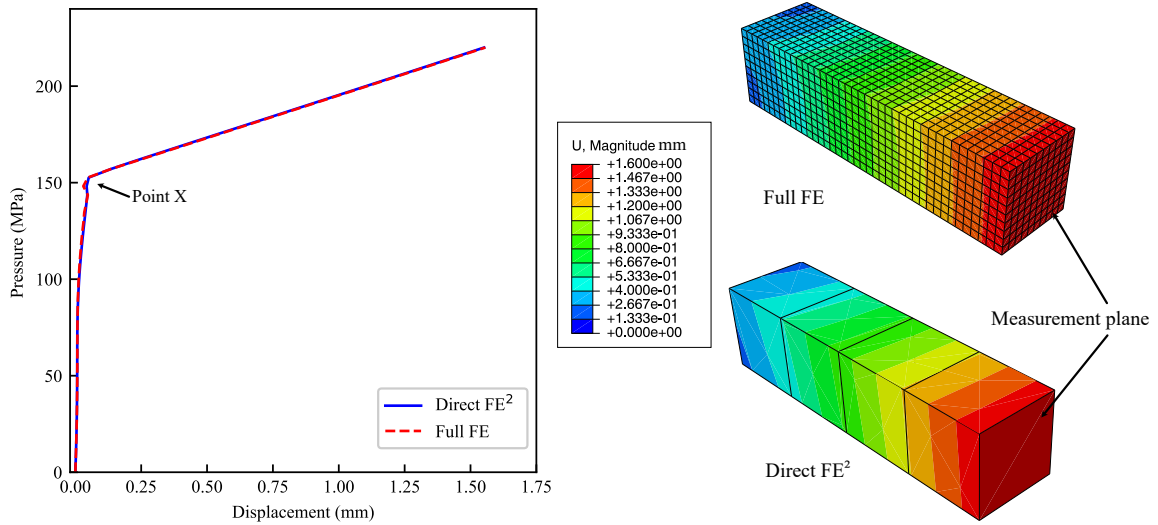 200
150
100
50
0
Pressure (MPa)
Point X
Direct FE²
Full FE
0.00 0.25 0.50 0.75 1.00 1.25 1.50 1.75
Displacement (mm)
U, Magnitude mm
+1.600e+00
+1.467e+00
+1.333e+00
+1.200e+00
+1.067e+00
+9.333e-01
+8.000e-01
+6.667e-01
+5.333e-01
+4.000e-01
+2.667e-01
+1.333e-01
+0.000e+00
Full FE
Measurement plane
Direct FE²